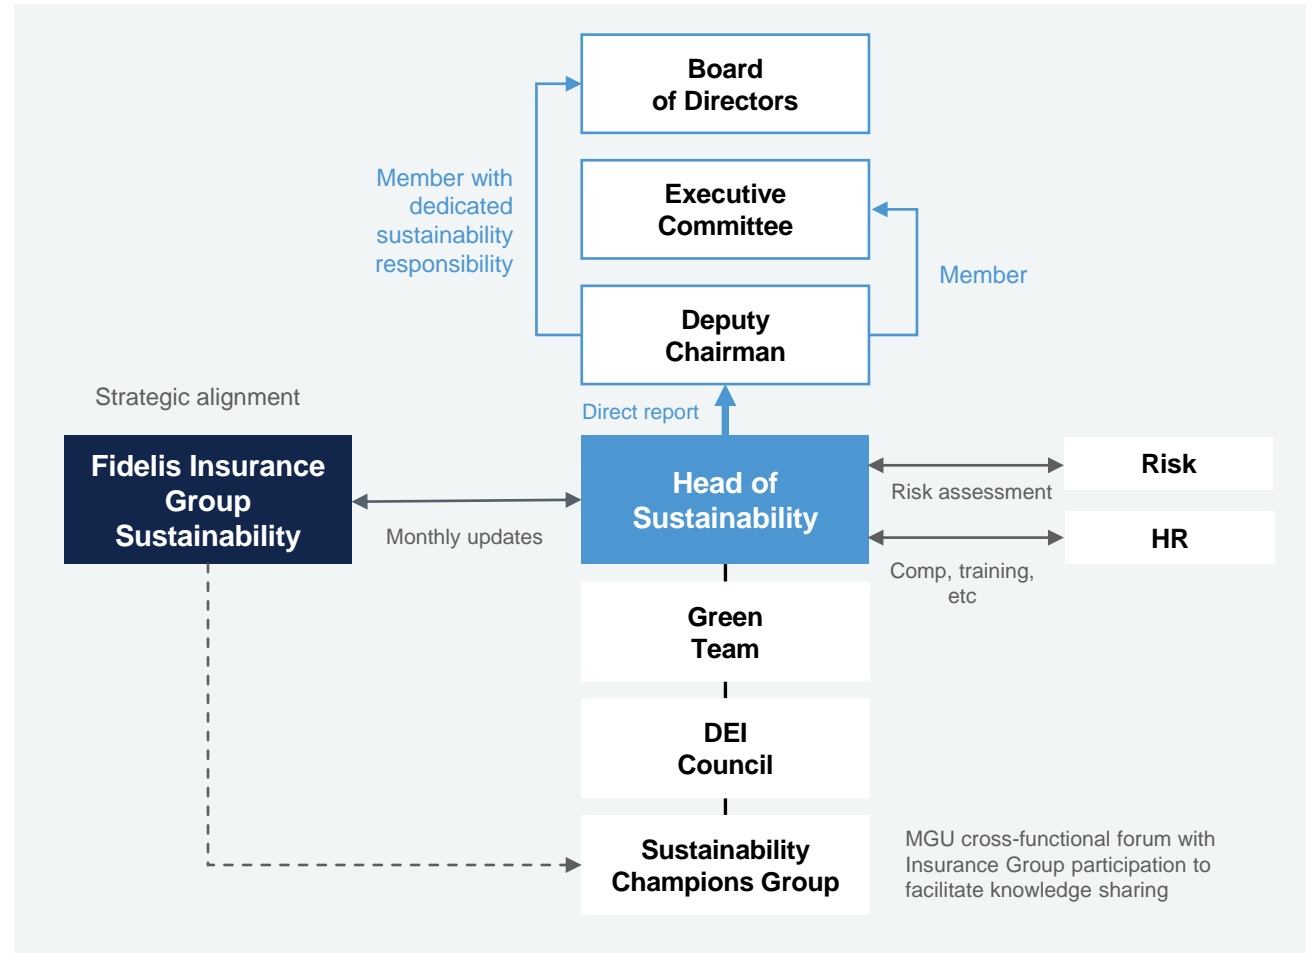 Board
of Directors
Member with
dedicated
sustainability
responsibility
Executive
Committee
Member
Deputy
Chairman
Strategic alignment
Direct report
Fidelis Insurance
Group
Sustainability
Monthly updates
Head of
Sustainability
Risk
Risk assessment
HR
Comp, training,
etc
Green
Team
DEI
Council
Sustainability
Champions Group
MGU cross-functional forum with
Insurance Group participation to
facilitate knowledge sharing